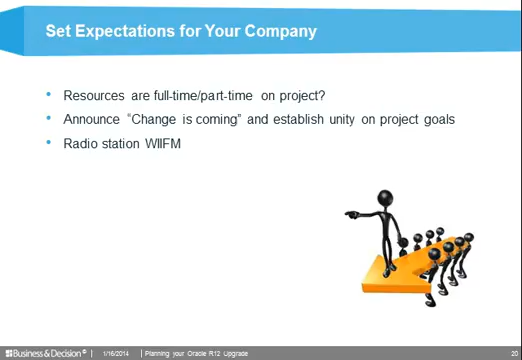 Set Expectations for Your Company
• Resources are full-time/part-time on project?
• Announce “Change is coming” and establish unity on project goals
• Radio station WIIFM
Business&Decision | 1/16/2014 | Planning your Oracle R12 Upgrade 20